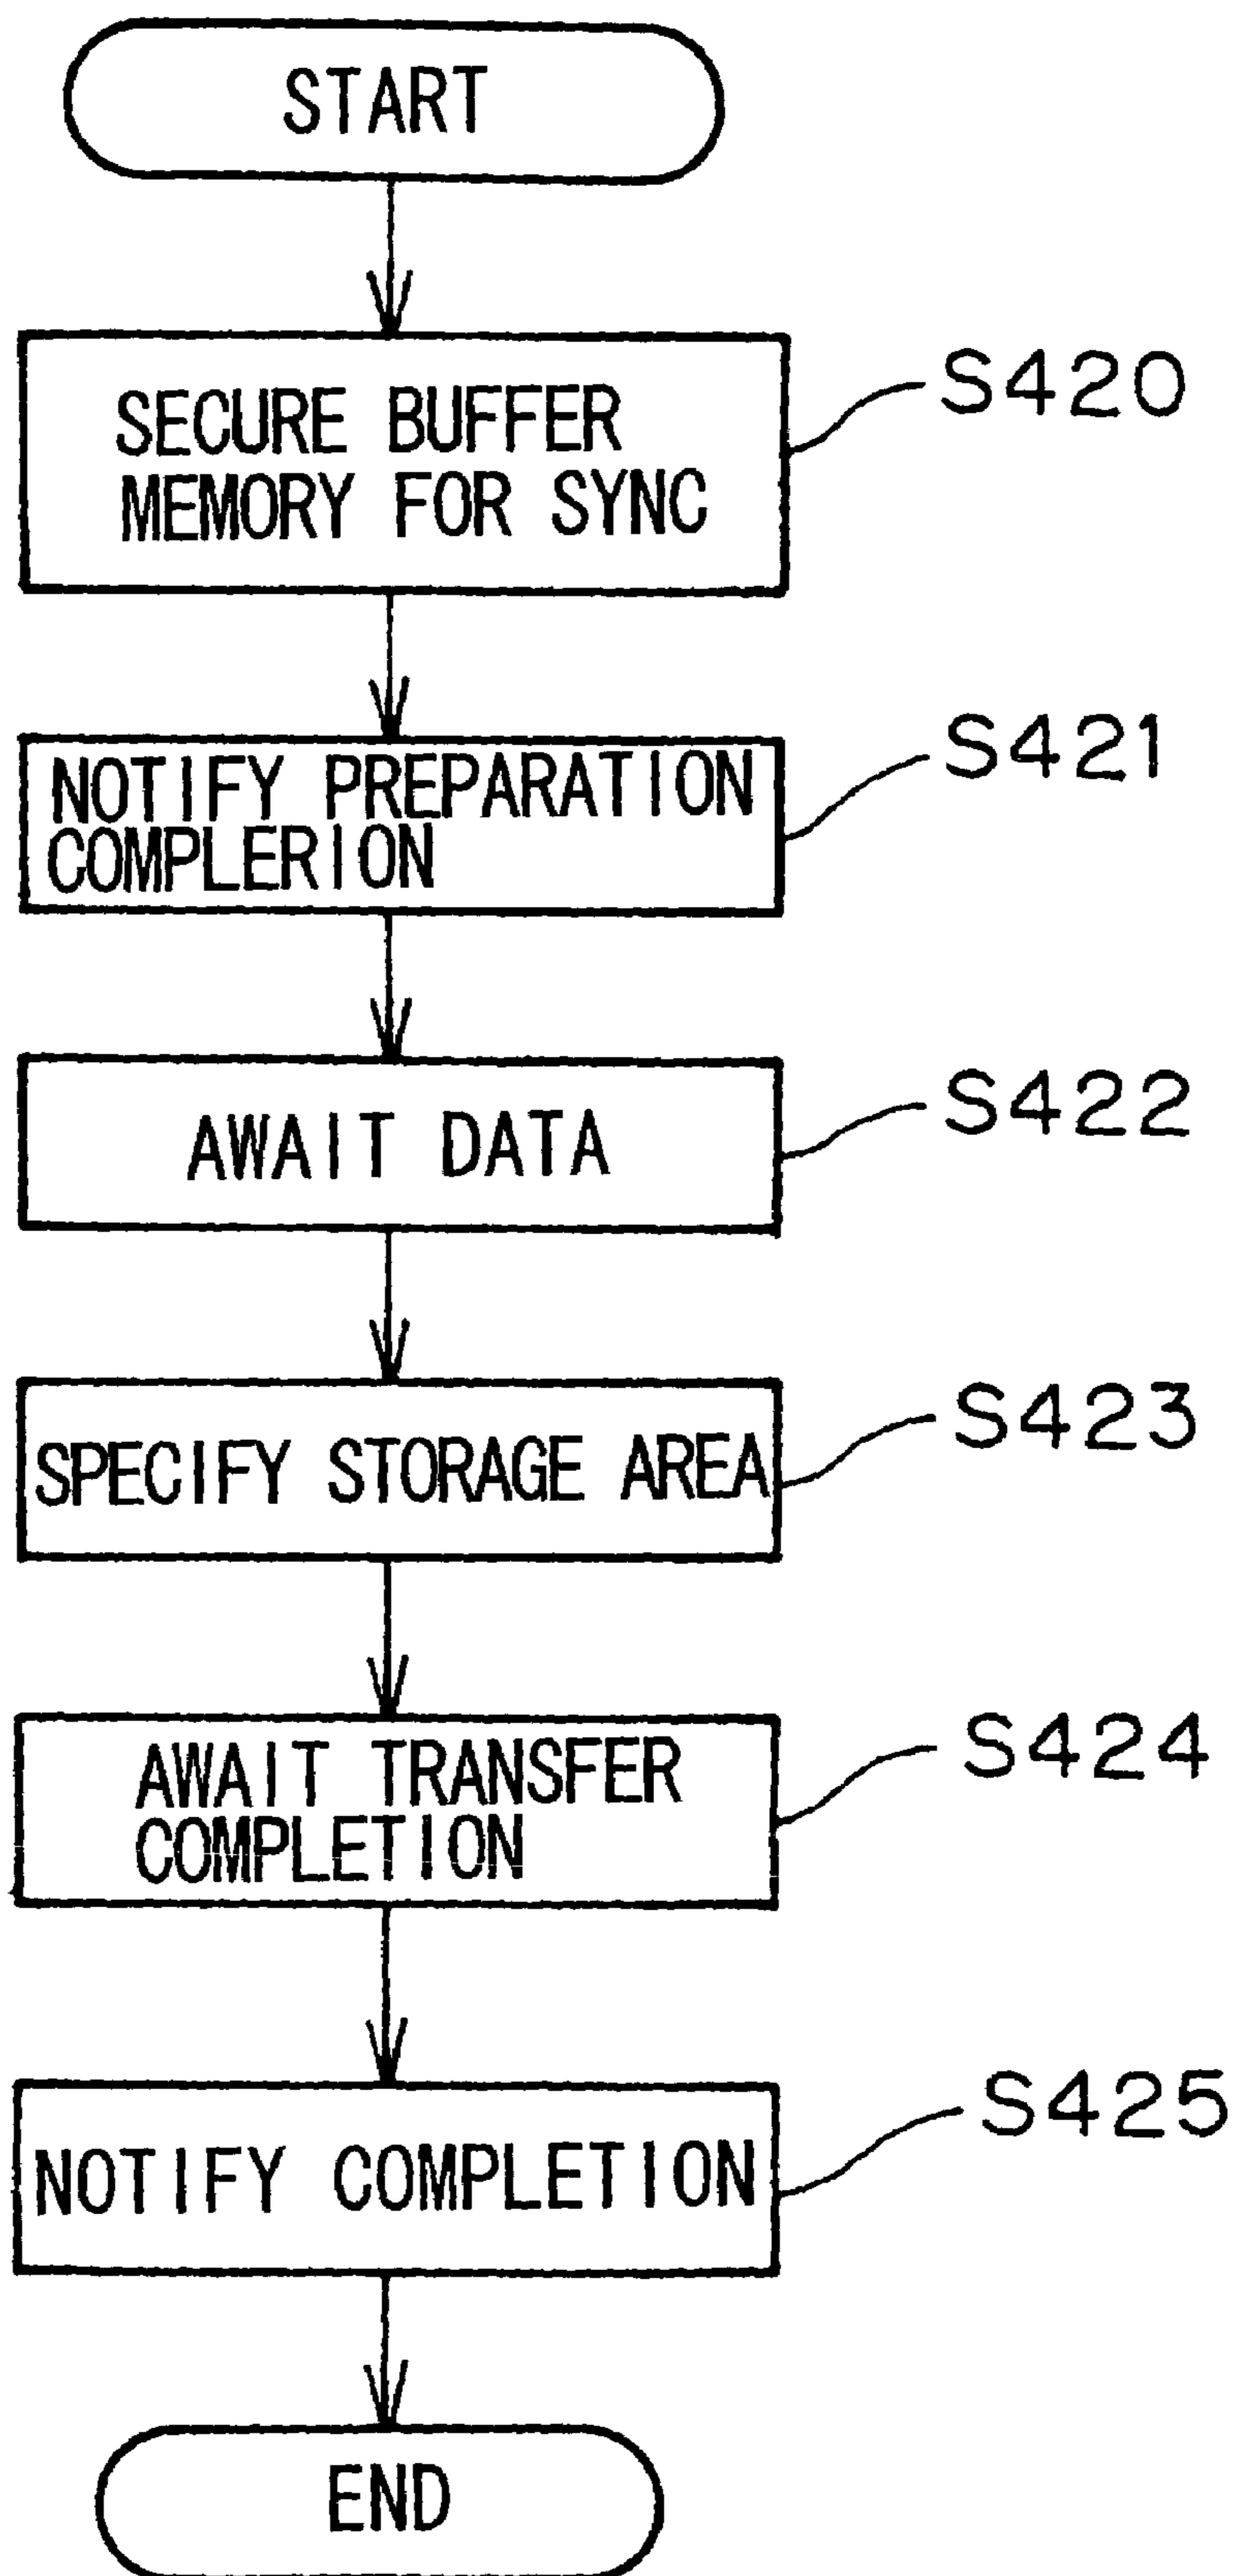 START
SECURE BUFFER
MEMORY FOR SYNC
S420
NOTIFY PREPARATION
COMPLERION
S421
AWAIT DATA
S422
SPECIFY STORAGE AREA
S423
AWAIT TRANSFER
COMPLETION
S424
NOTIFY COMPLETION
S425
END